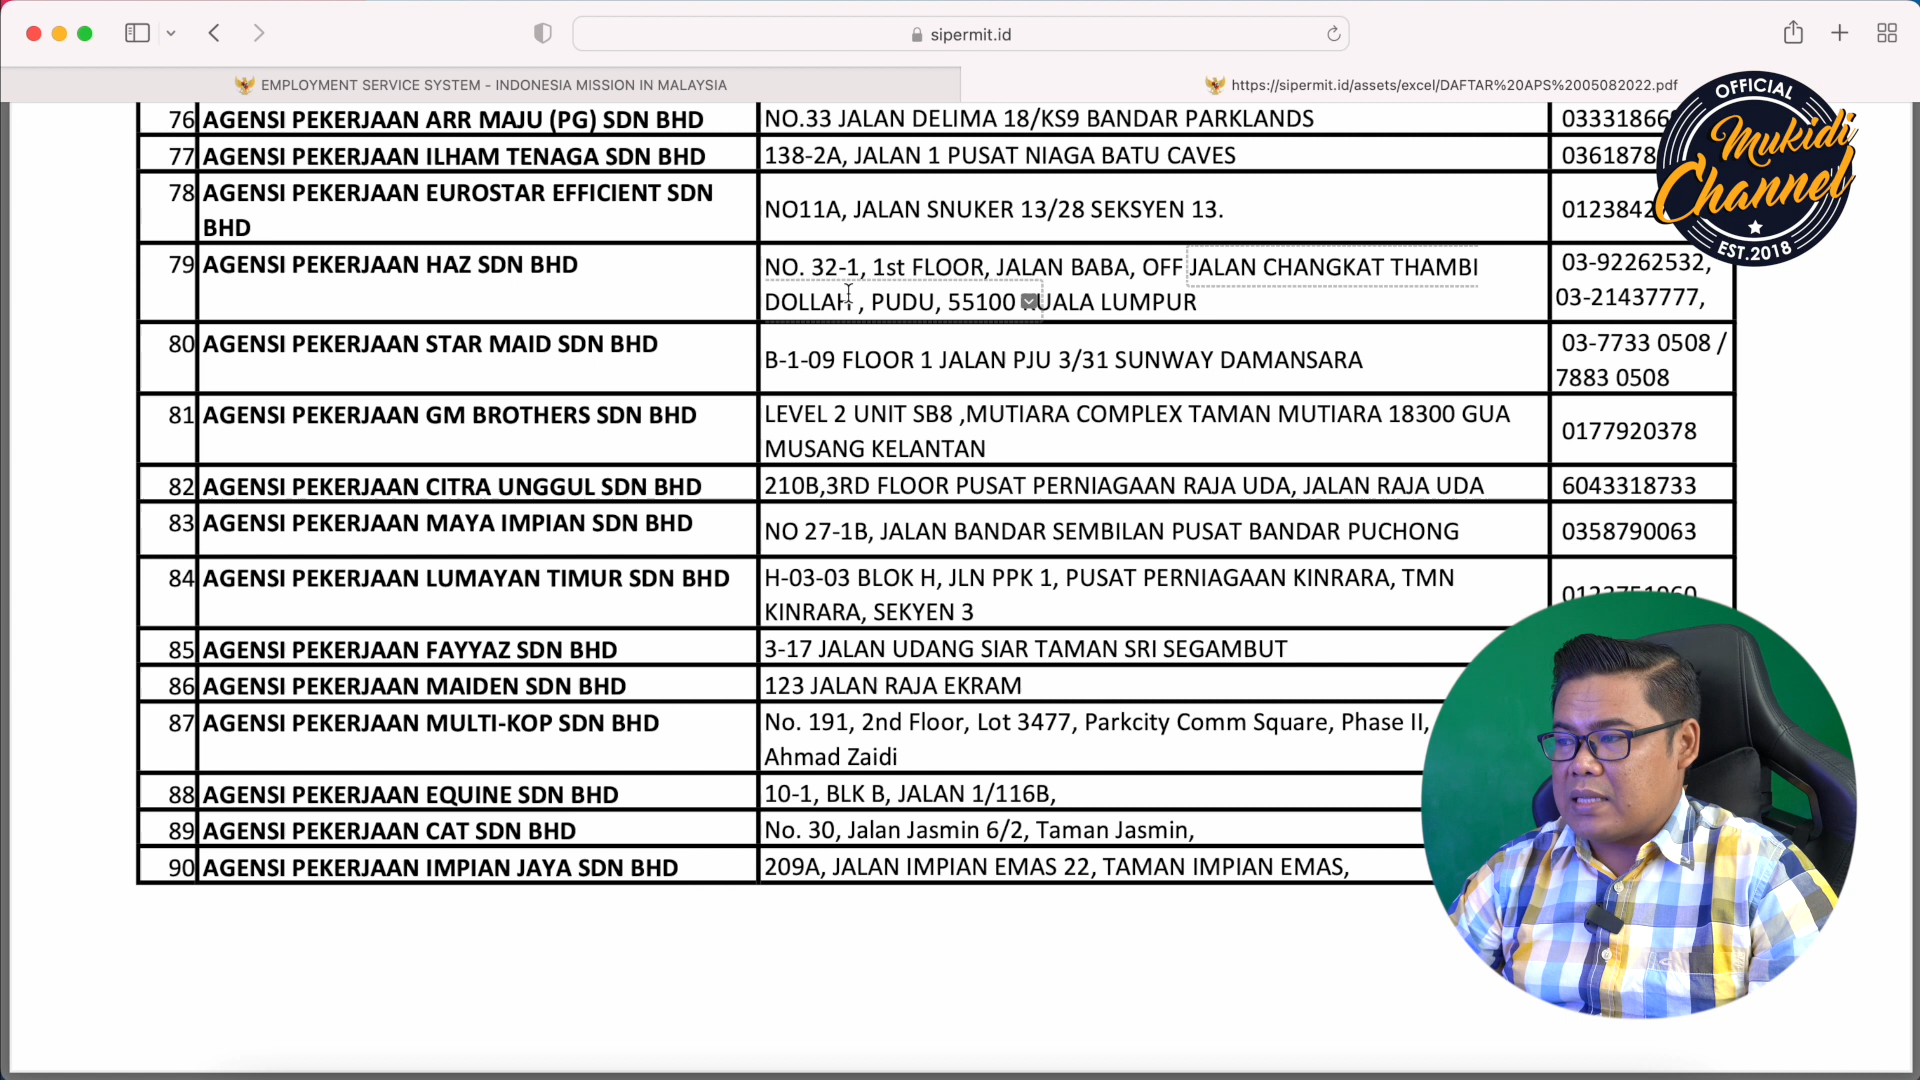 sipermit.id
EMPLOYMENT SERVICE SYSTEM - INDONESIA MISSION IN MALAYSIA
https://sipermit.id/assets/excel/DAFTAR%20APS%2005082022.pdf
OFFICIAL
Mukidi
Channel
EST.2018
76 AGENSI PEKERJAAN ARR MAJU (PG) SDN BHD NO.33 JALAN DELIMA 18/KS9 BANDAR PARKLANDS
77 AGENSI PEKERJAAN ILHAM TENAGA SDN BHD 138-2A, JALAN 1 PUSAT NIAGA BATU CAVES
78 AGENSI PEKERJAAN EUROSTAR EFFICIENT SDN
BHD NO11A, JALAN SNUKER 13/28 SEKSYEN 13.
79 AGENSI PEKERJAAN HAZ SDN BHD NO. 32-1, 1st FLOOR, JALAN BABA, OFF JALAN CHANGKAT THAMBI 03-92262532,
DOLLAH , PUDU, 55100 KUALA LUMPUR 03-21437777,
80 AGENSI PEKERJAAN STAR MAID SDN BHD B-1-09 FLOOR 1 JALAN PJU 3/31 SUNWAY DAMANSARA 03-7733 0508 /
7883 0508
81 AGENSI PEKERJAAN GM BROTHERS SDN BHD LEVEL 2 UNIT SB8 ,MUTIARA COMPLEX TAMAN MUTIARA 18300 GUA
MUSANG KELANTAN 0177920378
82 AGENSI PEKERJAAN CITRA UNGGUL SDN BHD 210B,3RD FLOOR PUSAT PERNIAGAAN RAJA UDA, JALAN RAJA UDA 6043318733
83 AGENSI PEKERJAAN MAYA IMPIAN SDN BHD NO 27-1B, JALAN BANDAR SEMBILAN PUSAT BANDAR PUCHONG 0358790063
84 AGENSI PEKERJAAN LUMAYAN TIMUR SDN BHD H-03-03 BLOK H, JLN PPK 1, PUSAT PERNIAGAAN KINRARA, TMN
KINRARA, SEKYEN 3
85 AGENSI PEKERJAAN FAYYAZ SDN BHD 3-17 JALAN UDANG SIAR TAMAN SRI SEGAMBUT
86 AGENSI PEKERJAAN MAIDEN SDN BHD 123 JALAN RAJA EKRAM
87 AGENSI PEKERJAAN MULTI-KOP SDN BHD No. 191, 2nd Floor, Lot 3477, Parkcity Comm Square, Phase II,
Ahmad Zaidi
88 AGENSI PEKERJAAN EQUINE SDN BHD 10-1, BLK B, JALAN 1/116B,
89 AGENSI PEKERJAAN CAT SDN BHD No. 30, Jalan Jasmin 6/2, Taman Jasmin,
90 AGENSI PEKERJAAN IMPIAN JAYA SDN BHD 209A, JALAN IMPIAN EMAS 22, TAMAN IMPIAN EMAS,